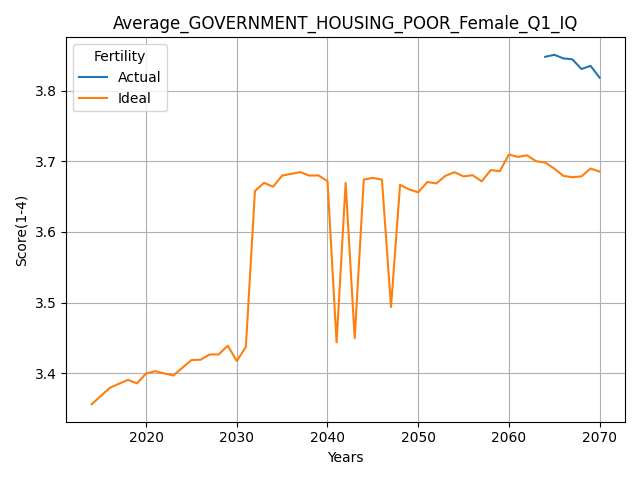 Average_GOVERNMENT_HOUSING_POOR_Female_Q1_IQ
Fertility
Actual
Ideal
Score(1-4)
3.8
3.7
3.6
3.5
3.4
2020 2030 2040 2050 2060 2070
Years